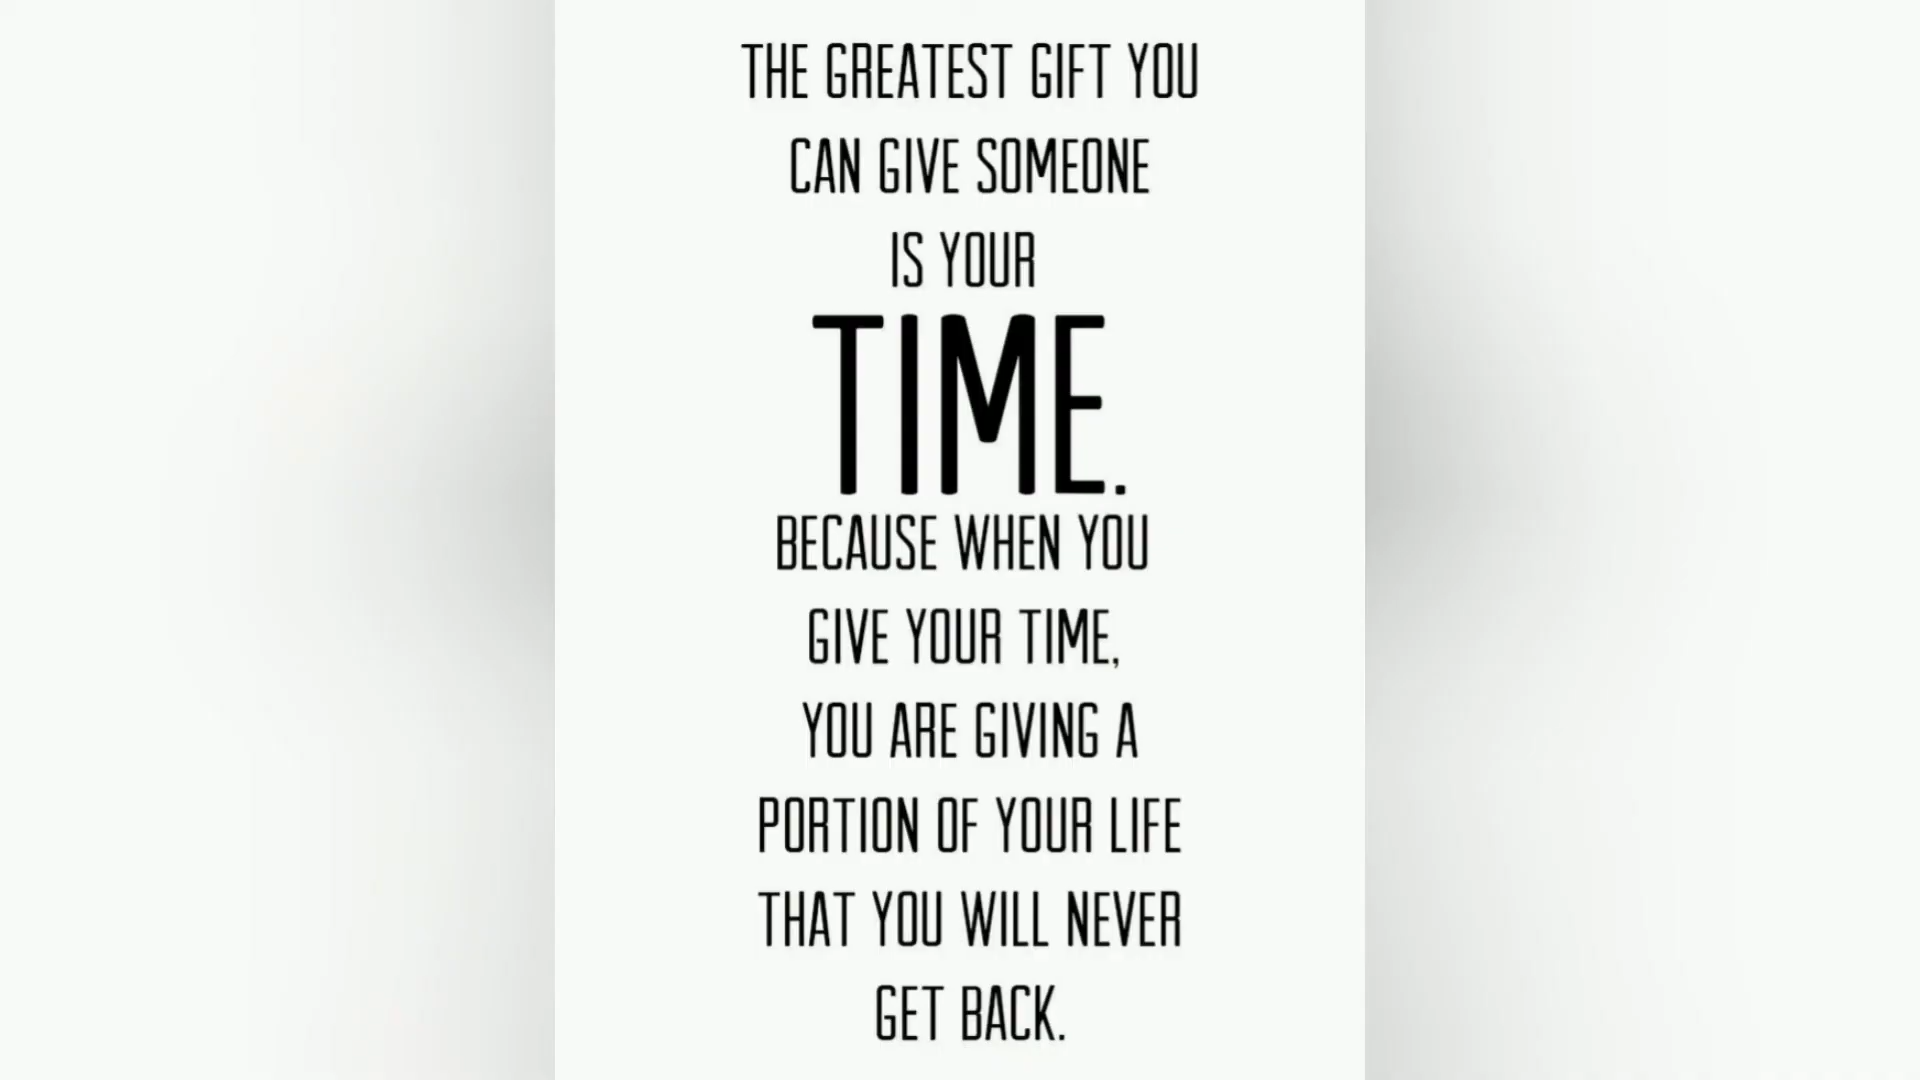 THE GREATEST GIFT YOU
CAN GIVE SOMEONE
IS YOUR
TIME.
BECAUSE WHEN YOU
GIVE YOUR TIME,
YOU ARE GIVING A
PORTION OF YOUR LIFE
THAT YOU WILL NEVER
GET BACK.